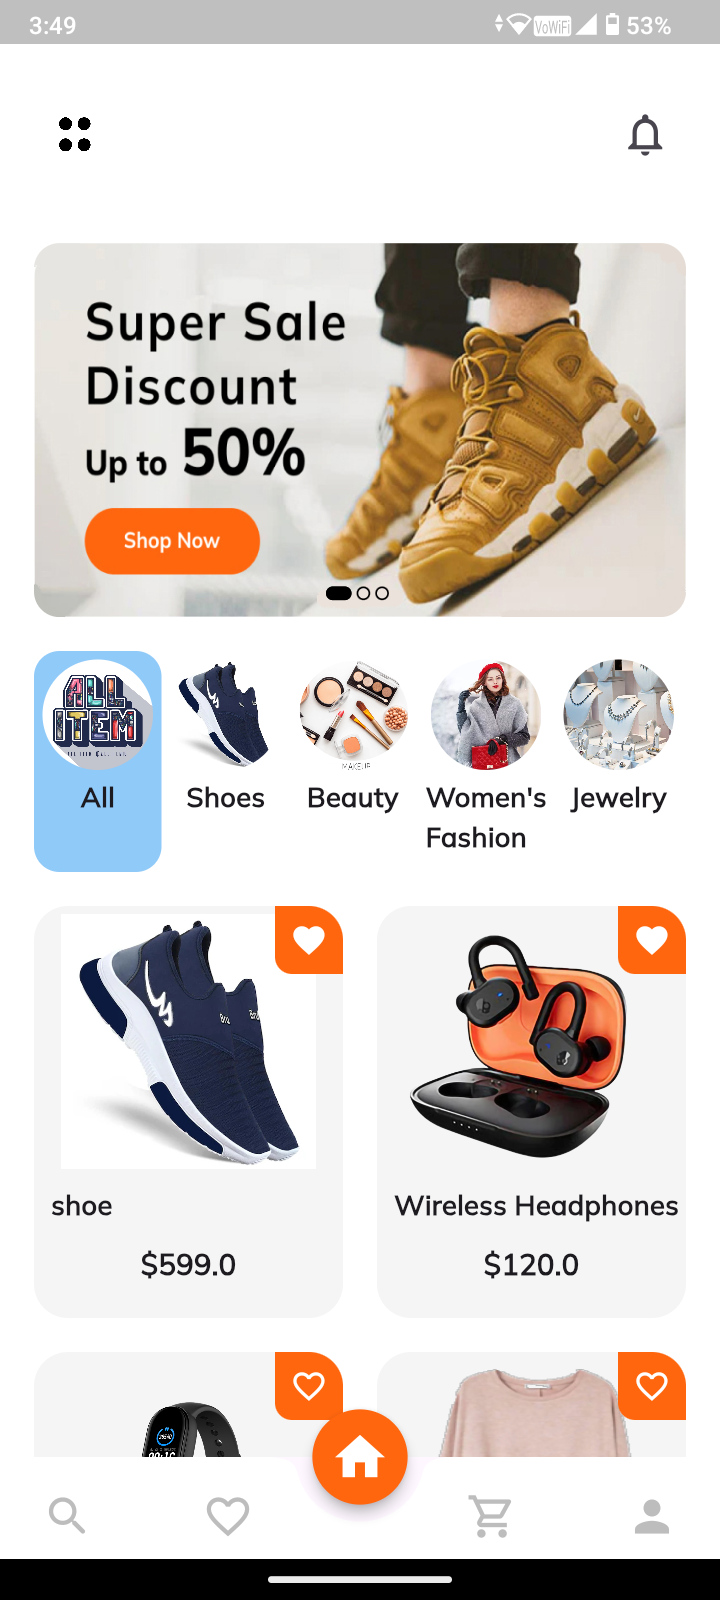 3:49
VoWiFi
53%
Super Sale
Discount
Up to 50%
Shop Now
ALL
ITEM
MAKEUP
All
Shoes
Beauty
Women's
Fashion
Jewelry
shoe
$599.0
Wireless Headphones
$120.0